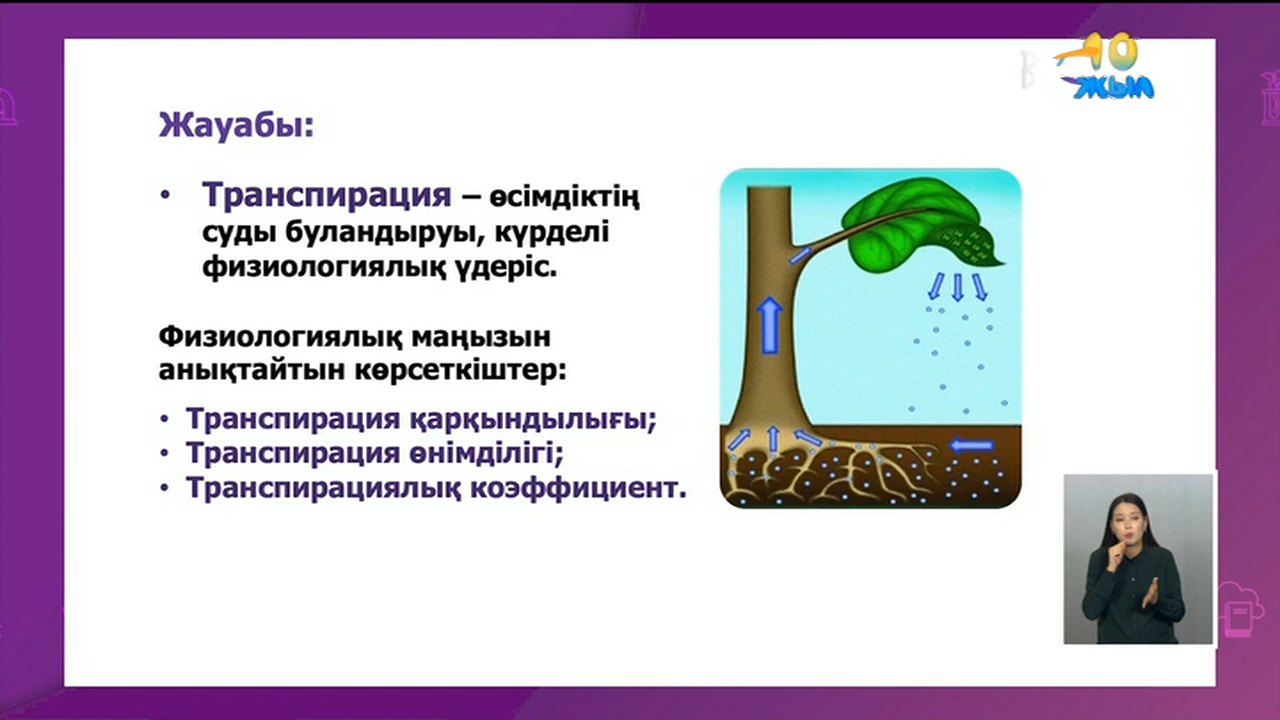 10
жыл
Жауабы:
• Транспирация – өсімдіктің
суды буландыруы, күрделі
физиологиялық үдеріс.
Физиологиялық маңызын
анықтайтын көрсеткіштер:
• Транспирация қарқындылығы;
• Транспирация өнімділігі;
• Транспирациялық коэффициент.